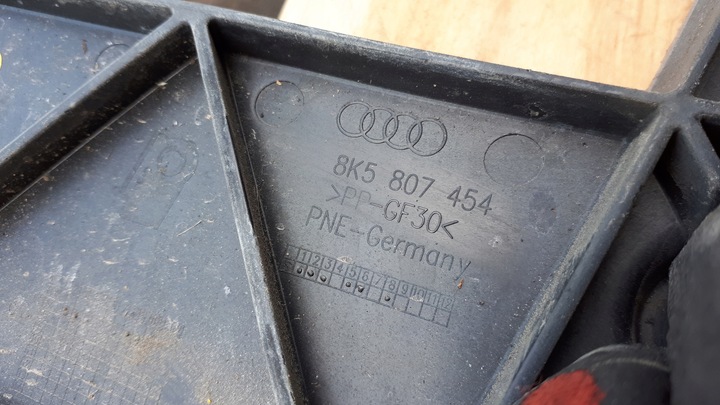 8K5 807 454
>PP-GF30<
PNE-Germany
1 2 3 4 5 6 7 8 9 10 11 12